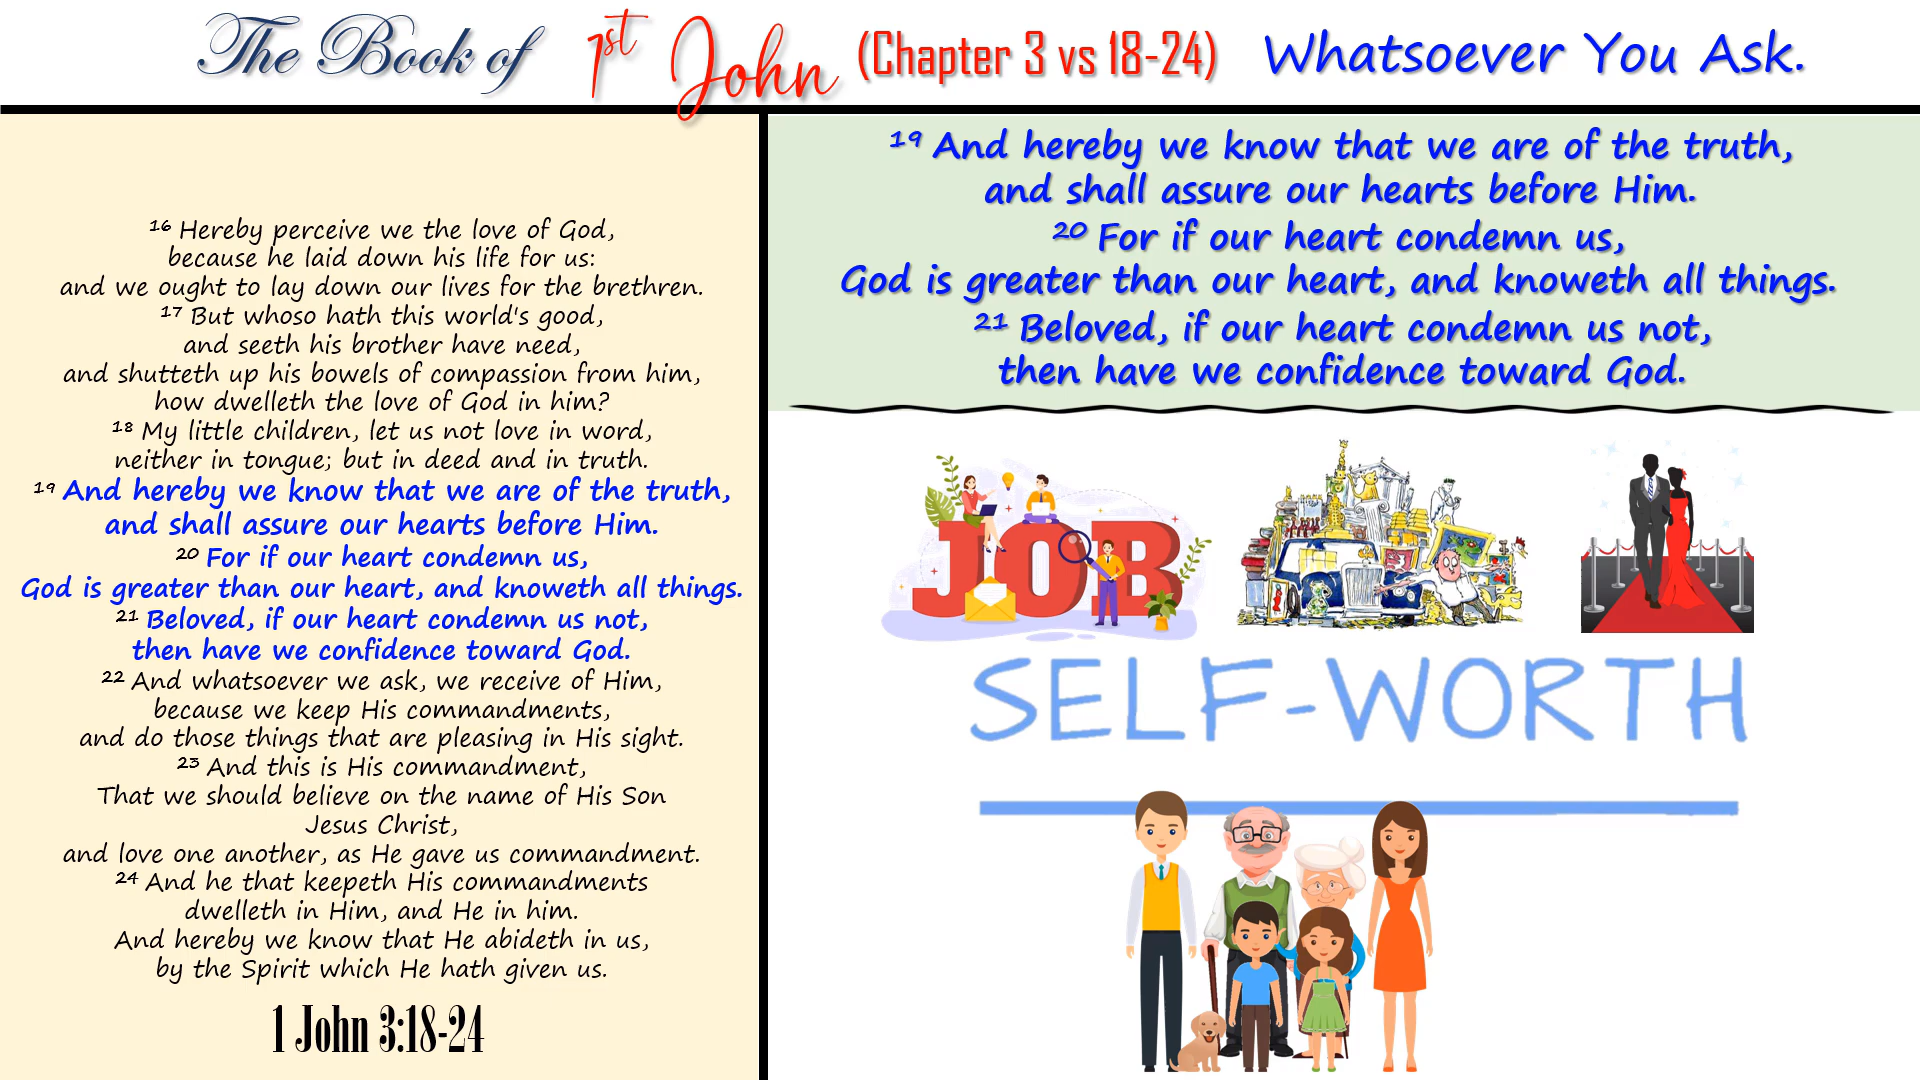 The Book of 1st John (Chapter 3 vs 18-24) Whatsoever You Ask.
16 Hereby perceive we the love of God,
because he laid down his life for us:
and we ought to lay down our lives for the brethren.
17 But whoso hath this world's good,
and seeth his brother have need,
and shutteth up his bowels of compassion from him,
how dwelleth the love of God in him?
18 My little children, let us not love in word,
neither in tongue; but in deed and in truth.
19 And hereby we know that we are of the truth,
and shall assure our hearts before Him.
20 For if our heart condemn us,
God is greater than our heart, and knoweth all things.
21 Beloved, if our heart condemn us not,
then have we confidence toward God.
22 And whatsoever we ask, we receive of Him,
because we keep His commandments,
and do those things that are pleasing in His sight.
23 And this is His commandment,
That we should believe on the name of His Son
Jesus Christ,
and love one another, as He gave us commandment.
24 And he that keepeth His commandments
dwelleth in Him, and He in him.
And hereby we know that He abideth in us,
by the Spirit which He hath given us.
1 John 3:18-24
19 And hereby we know that we are of the truth,
and shall assure our hearts before Him.
20 For if our heart condemn us,
God is greater than our heart, and knoweth all things.
21 Beloved, if our heart condemn us not,
then have we confidence toward God.
JOB
SELF-WORTH